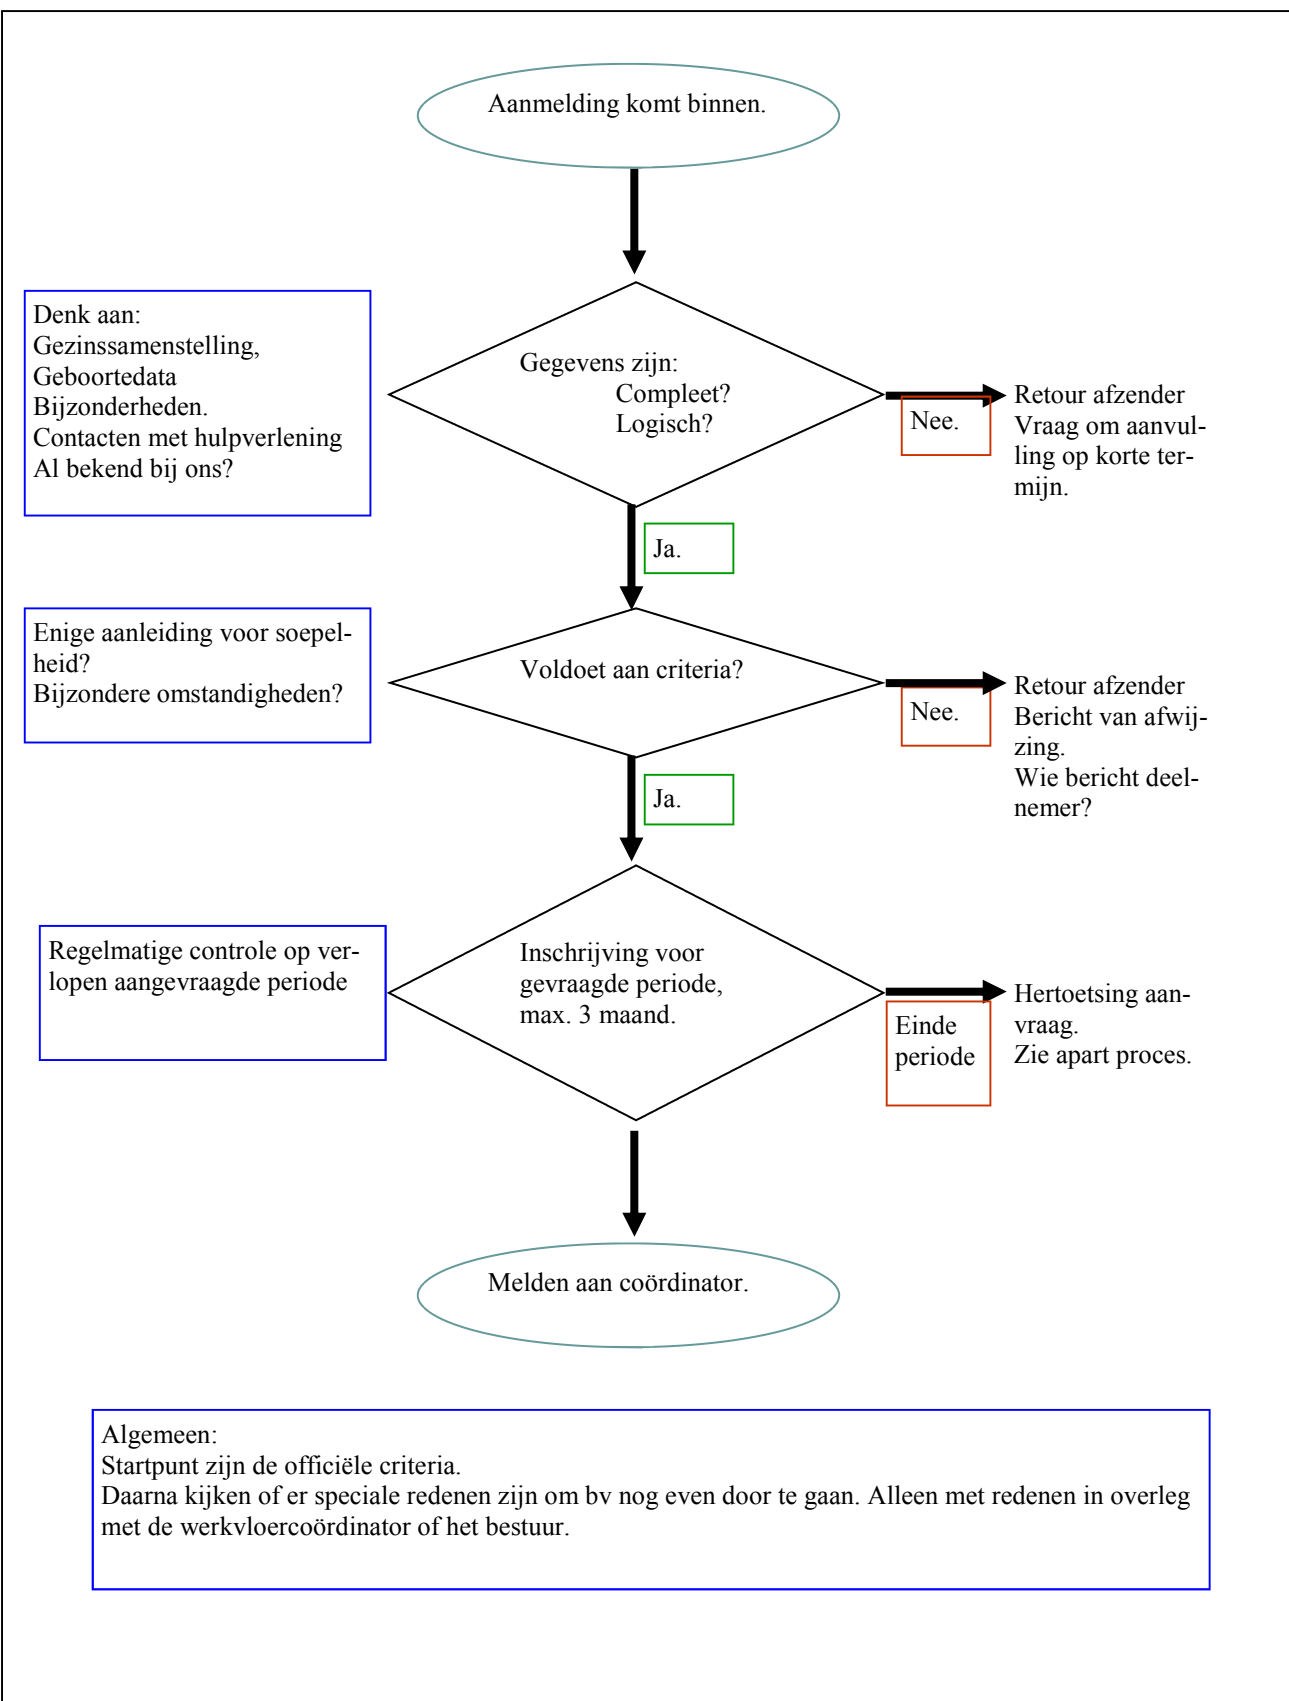 Aanmelding komt binnen.
Denk aan:
Gezinssamenstelling,
Geboortedata
Bijzonderheden.
Contacten met hulpverlening
Al bekend bij ons?
Gegevens zijn:
Compleet?
Logisch?
Nee.
Retour afzender
Vraag om aanvul-
ling op korte ter-
mijn.
Ja.
Enige aanleiding voor soepel-
heid?
Bijzondere omstandigheden?
Voldoet aan criteria?
Nee.
Retour afzender
Bericht van afwij-
zing.
Wie bericht deel-
nemer?
Ja.
Regelmatige controle op ver-
lopen aangevraagde periode
Inschrijving voor
gevraagde periode,
max. 3 maand.
Einde
periode
Hertoetsing aan-
vraag.
Zie apart proces.
Melden aan coördinator.
Algemeen:
Startpunt zijn de officiële criteria.
Daarna kijken of er speciale redenen zijn om bv nog even door te gaan. Alleen met redenen in overleg
met de werkvloercoördinator of het bestuur.